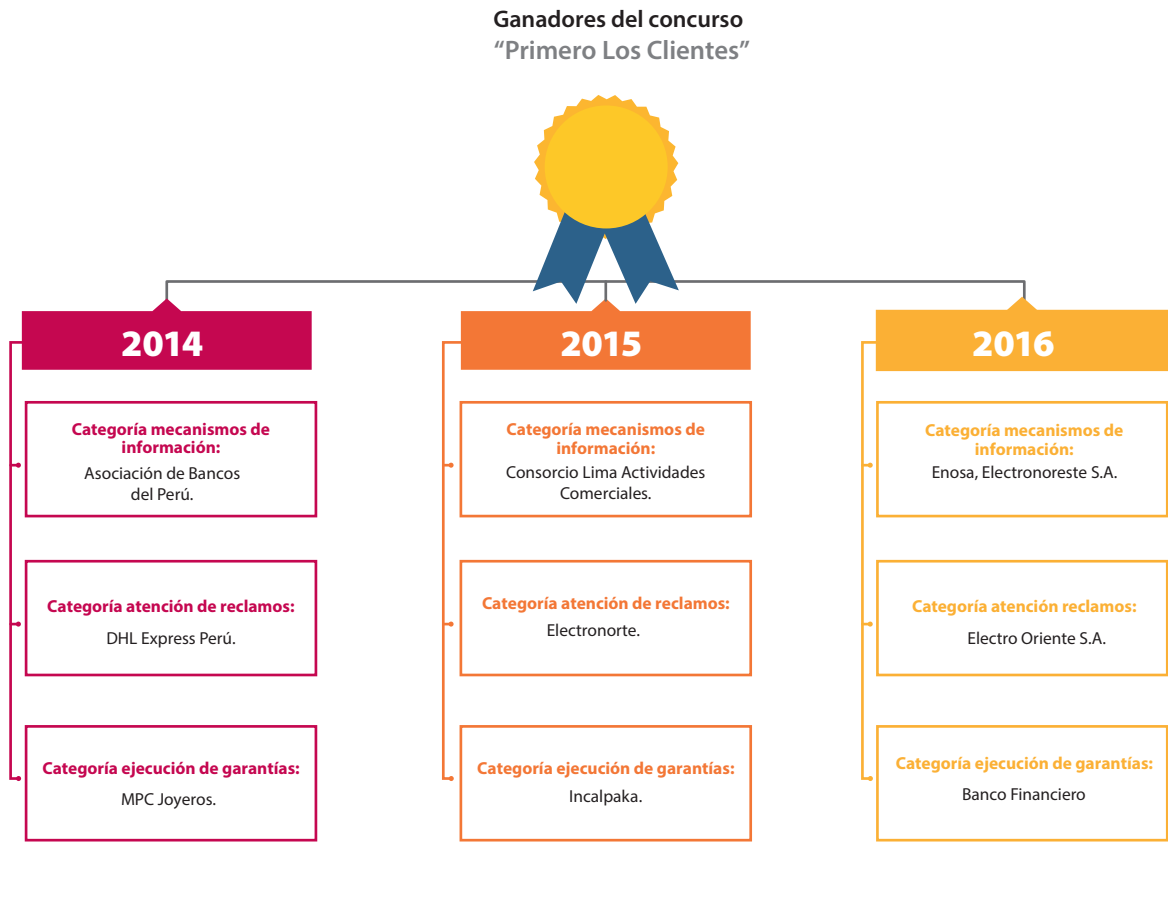 Ganadores del concurso
“Primero Los Clientes”
2014
Categoría mecanismos de
información:
Asociación de Bancos
del Perú.
Categoría atención de reclamos:
DHL Express Perú.
Categoría ejecución de garantías:
MPC Joyeros.
2015
Categoría mecanismos de
información:
Consorcio Lima Actividades
Comerciales.
Categoría atención de reclamos:
Electronorte.
Categoría ejecución de garantías:
Incalpaka.
2016
Categoría mecanismos de
información:
Enosa, Electronoreste S.A.
Categoría atención reclamos:
Electro Oriente S.A.
Categoría ejecución de garantías:
Banco Financiero